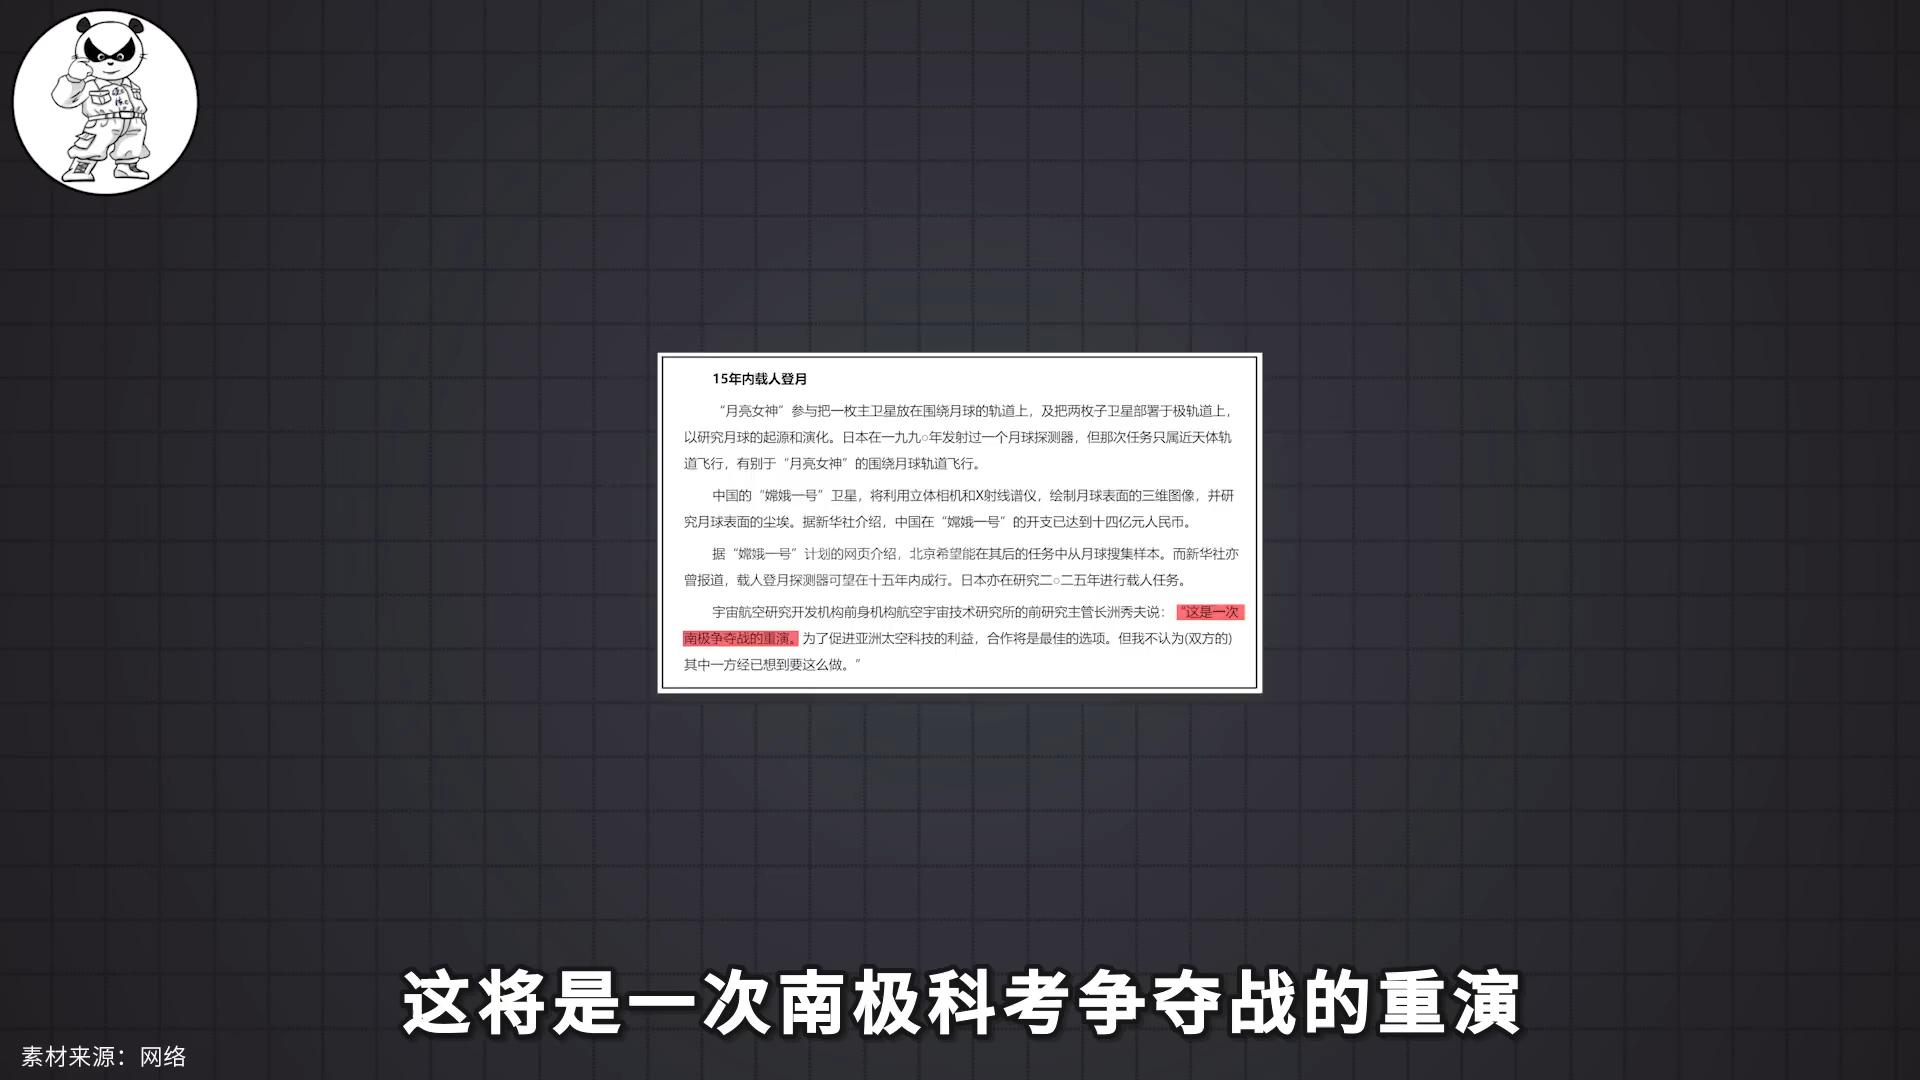 15年内载人登月
“月亮女神”参与把一枚主卫星放在围绕月球的轨道上，及把两枚子卫星部署于极轨道上，
以研究月球的起源和演化。日本在一九九○年发射过一个月球探测器，但那次任务只属近天体轨
道飞行，有别于“月亮女神”的围绕月球轨道飞行。
中国的“嫦娥一号”卫星，将利用立体相机和X射线谱仪，绘制月球表面的三维图像，并研
究月球表面的尘埃。据新华社介绍，中国在“嫦娥一号”的开支已达到十四亿元人民币。
据“嫦娥一号”计划的网页介绍，北京希望能在其后的任务中从月球搜集样本。而新华社亦
曾报道，载人登月探测器可望在十五年内成行。日本亦在研究二○二五年进行载人任务。
宇宙航空研究开发机构前身机构航空宇宙技术研究所的前研究主管长洲秀夫说：“这是一次
南极争夺战的重演。为了促进亚洲太空科技的利益，合作将是最佳的选项。但我不认为(双方的)
其中一方经已想到要这么做。”
这将是一次南极科考争夺战的重演
素材来源：网络